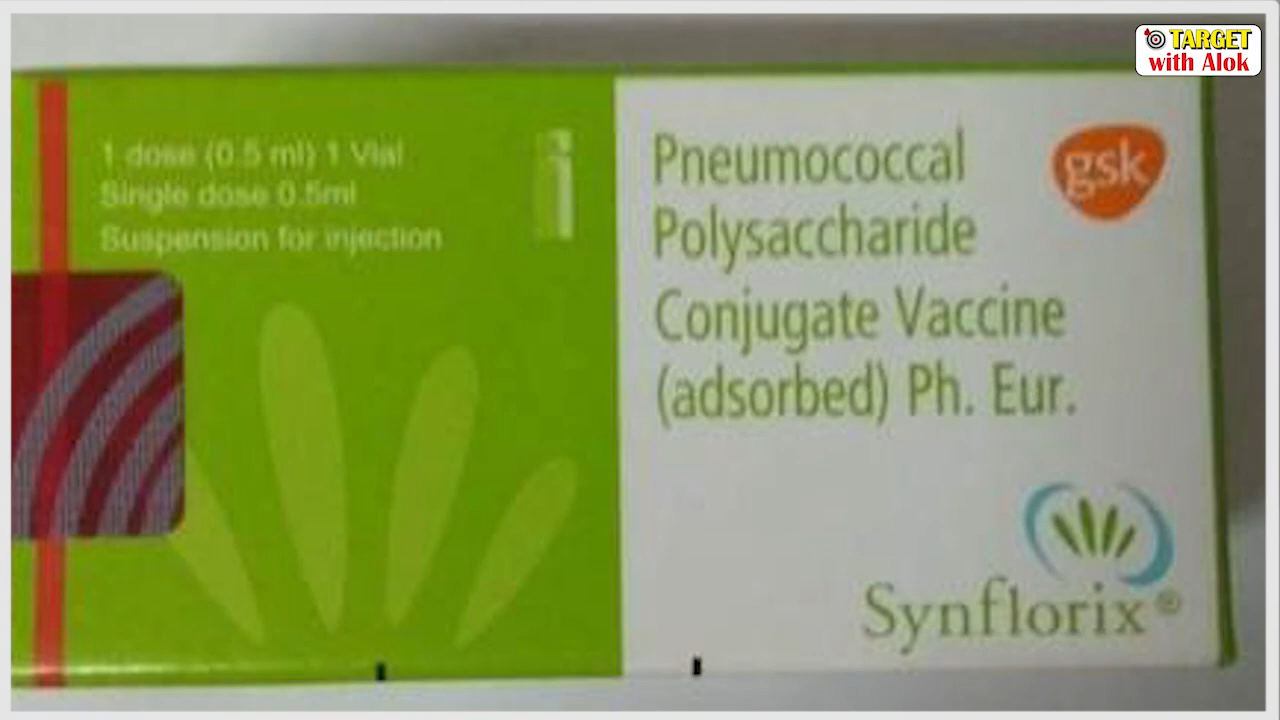 TARGET
with Alok
1 dose (0.5 ml) 1 Vial
Single dose 0.5ml
Suspension for injection
Pneumococcal
Polysaccharide
Conjugate Vaccine
(adsorbed) Ph. Eur.
gsk
Synflorix®